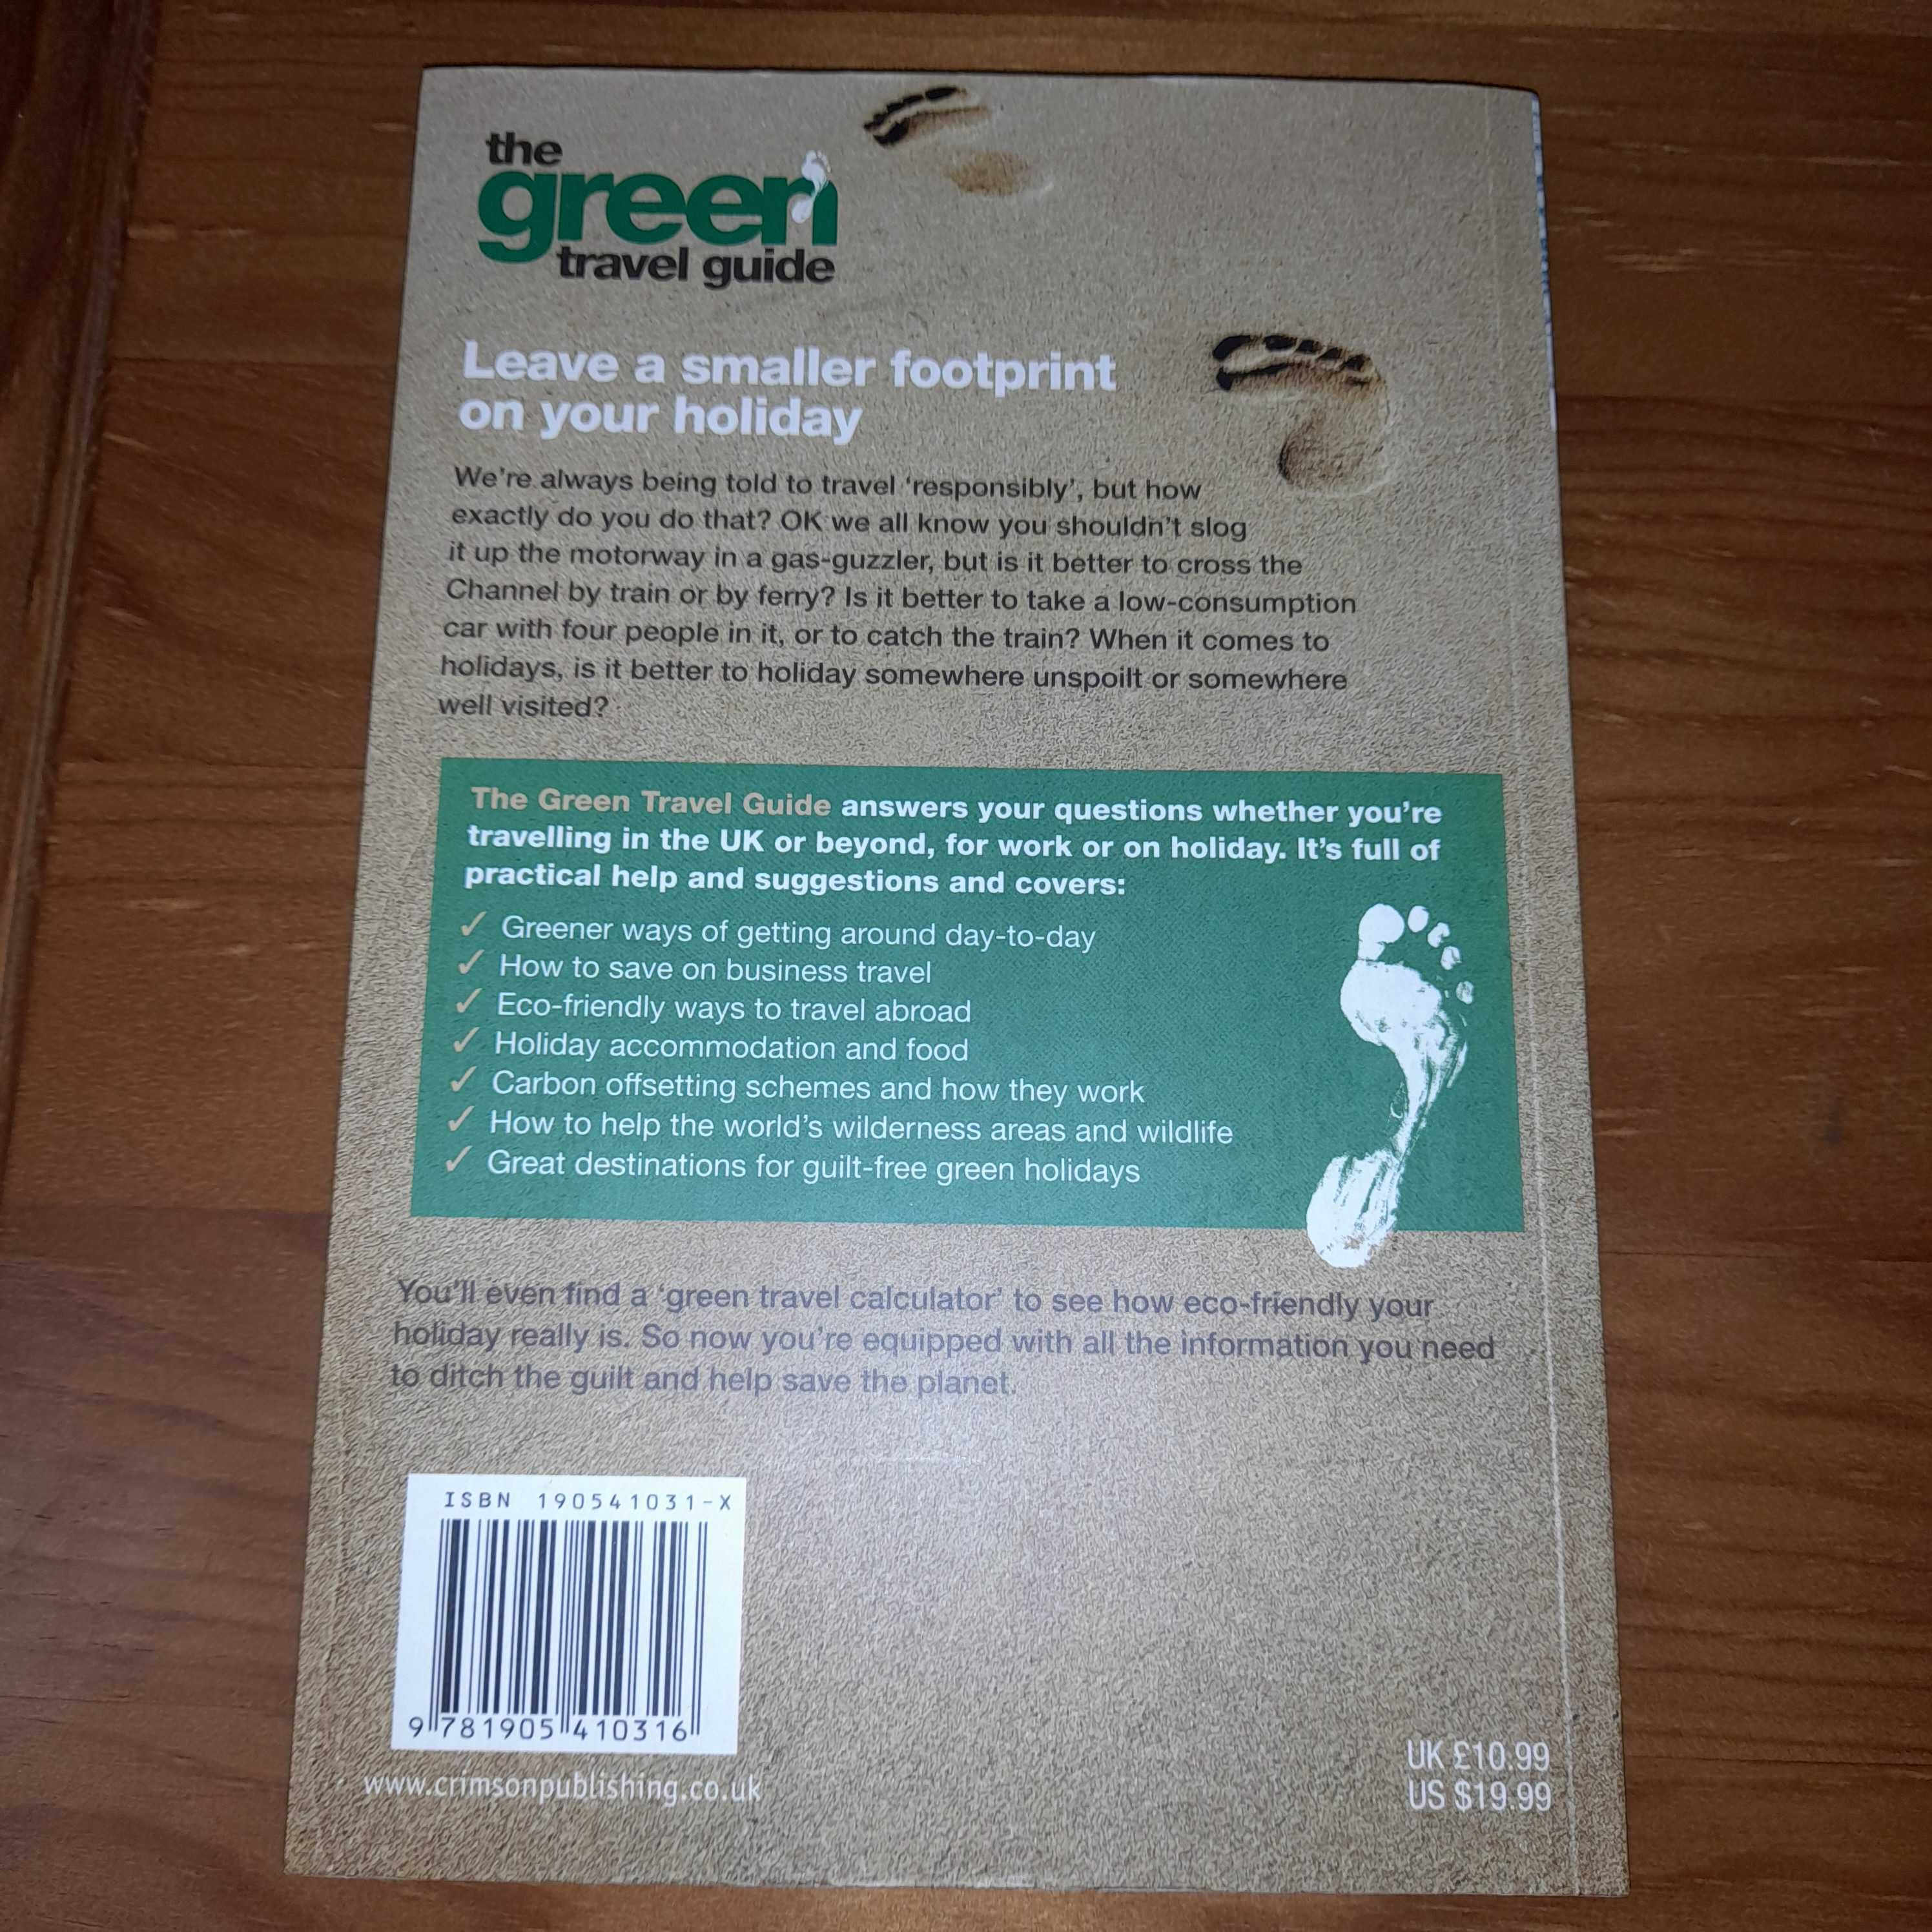 the
green
travel guide
Leave a smaller footprint
on your holiday
We're always being told to travel ‘responsibly’, but how
exactly do you do that? OK we all know you shouldn't slog
it up the motorway in a gas-guzzler, but is it better to cross the
Channel by train or by ferry? Is it better to take a low-consumption
car with four people in it, or to catch the train? When it comes to
holidays, is it better to holiday somewhere unspoilt or somewhere
well visited?
The Green Travel Guide answers your questions whether you're
travelling in the UK or beyond, for work or on holiday. It's full of
practical help and suggestions and covers:
✓ Greener ways of getting around day-to-day
✓ How to save on business travel
✓ Eco-friendly ways to travel abroad
✓ Holiday accommodation and food
✓ Carbon offsetting schemes and how they work
✓ How to help the world's wilderness areas and wildlife
✓ Great destinations for guilt-free green holidays
You'll even find a ‘green travel calculator’ to see how eco-friendly your
holiday really is. So now you're equipped with all the information you need
to ditch the guilt and help save the planet.
ISBN 190541031-X
9 781905 410316
www.crimsonpublishing.co.uk
UK £10.99
US $19.99